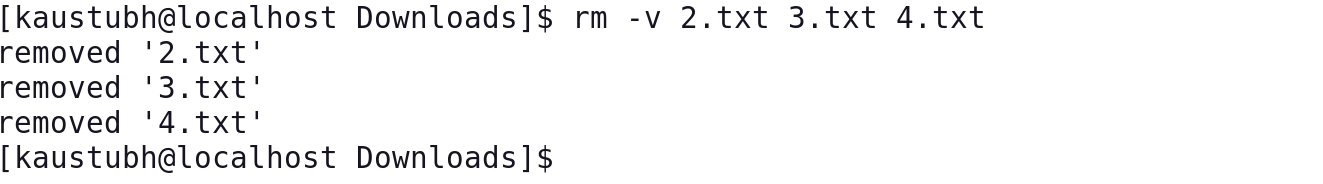 [kaustubh@localhost Downloads]$ rm -v 2.txt 3.txt 4.txt
removed '2.txt'
removed '3.txt'
removed '4.txt'
[kaustubh@localhost Downloads]$